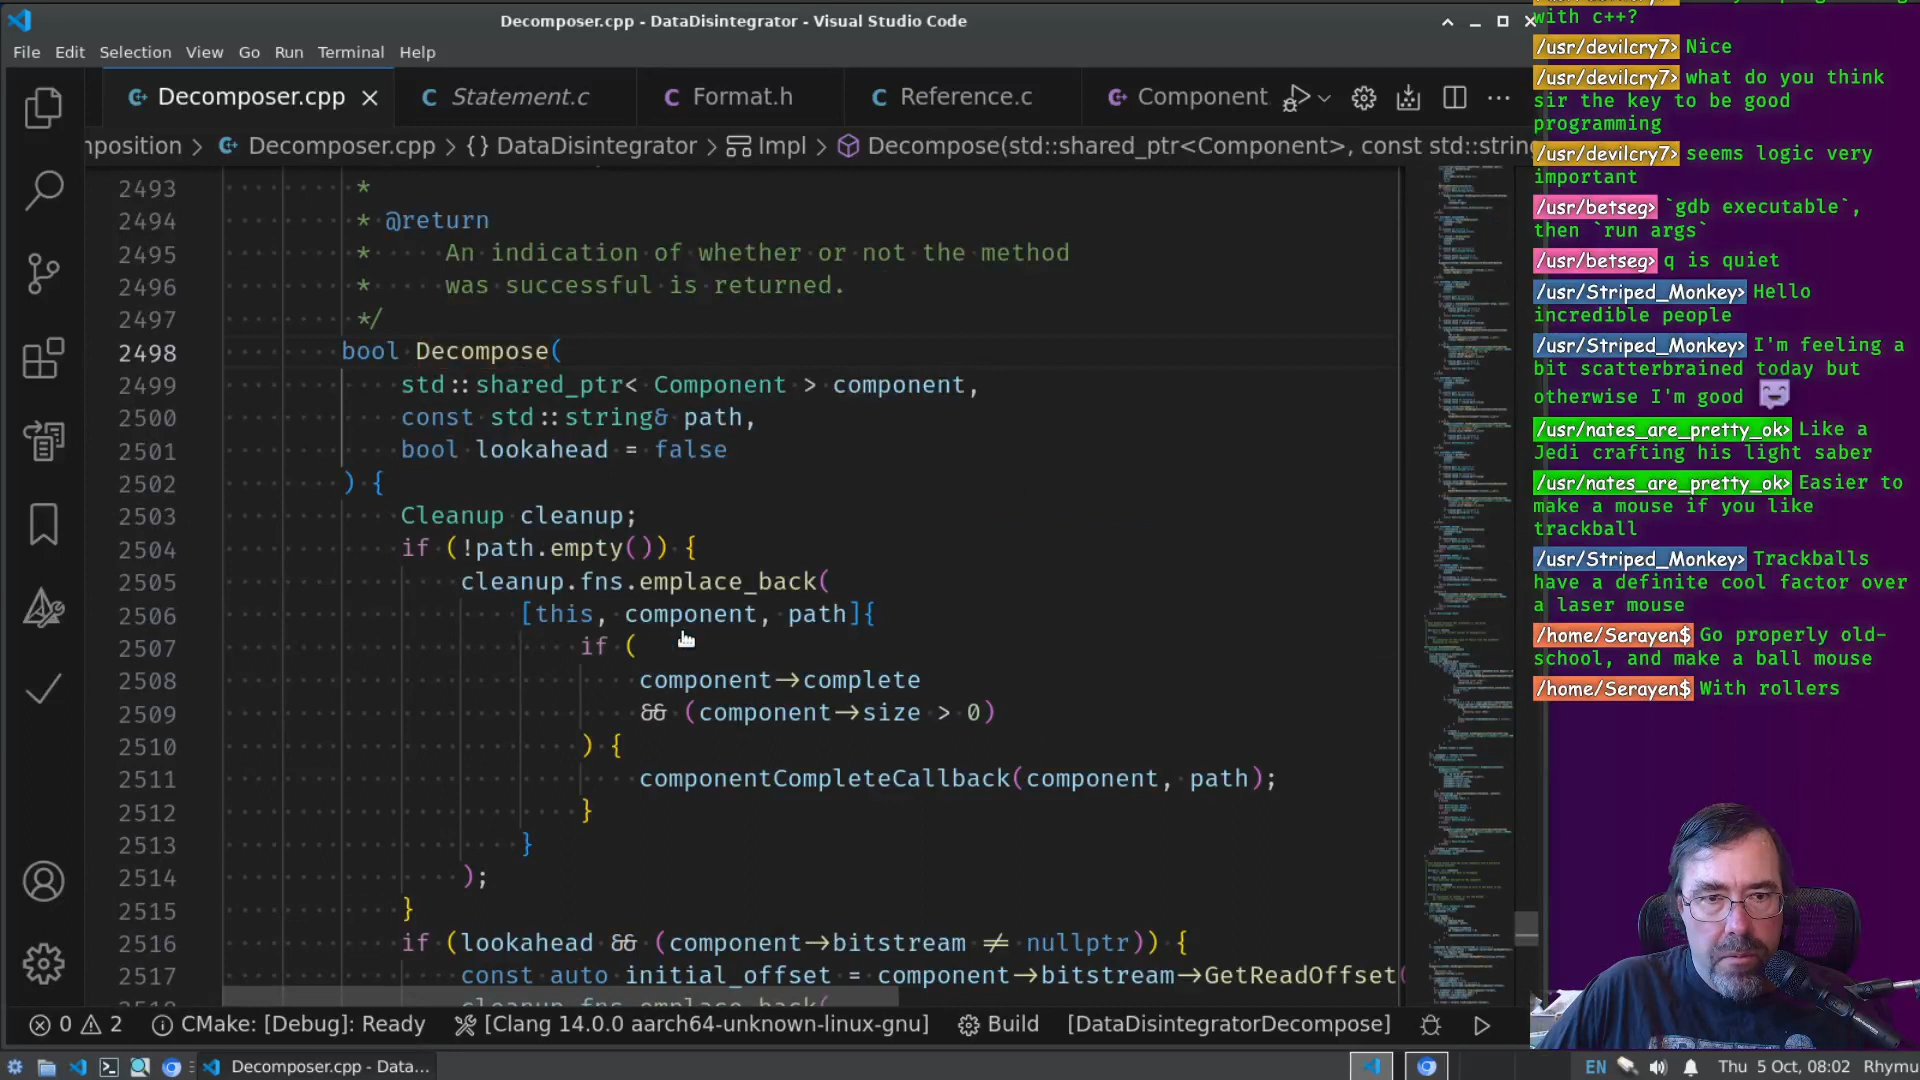 Decomposer.cpp - DataDisintegrator - Visual Studio Code
File Edit Selection View Go Run Terminal Help
Decomposer.cpp Statement.c Format.h Reference.c Component
mposition > Decomposer.cpp > {} DataDisintegrator > Impl > Decompose(std::shared_ptr<Component>, const std::string
2493 *
2494 * @return
2495 * An indication of whether or not the method
2496 * was successful is returned.
2497 */
2498 bool Decompose(
2499 std::shared_ptr< Component > component,
2500 const std::string& path,
2501 bool lookahead = false
2502 ) {
2503 Cleanup cleanup;
2504 if (!path.empty()) {
2505 cleanup.fns.emplace_back(
2506 [this, component, path]{
2507 if (
2508 component->complete
2509 && (component->size > 0)
2510 ) {
2511 componentCompleteCallback(component, path);
2512 }
2513 }
2514 );
2515 }
2516 if (lookahead && (component->bitstream != nullptr)) {
2517 const auto initial_offset = component->bitstream->GetReadOffset(
cleanup.fns.emplace_back(
0 2 CMake: [Debug]: Ready [Clang 14.0.0 aarch64-unknown-linux-gnu] Build [DataDisintegratorDecompose]
Decomposer.cpp - Data... EN Thu 5 Oct, 08:02 Rhymu
with c++?
/usr/devilcry7> Nice
/usr/devilcry7> what do you think
sir the key to be good
programming
/usr/devilcry7> seems logic very
important
/usr/betseg> `gdb executable`,
then `run args`
/usr/betseg> q is quiet
/usr/Striped_Monkey> Hello
incredible people
/usr/Striped_Monkey> I'm feeling a
bit scatterbrained today but
otherwise I'm good
/usr/nates_are_pretty_ok> Like a
Jedi crafting his light saber
/usr/nates_are_pretty_ok> Easier to
make a mouse if you like
trackball
/usr/Striped_Monkey> Trackballs
have a definite cool factor over
a laser mouse
/home/Serayen$ Go properly old-
school, and make a ball mouse
/home/Serayen$ With rollers